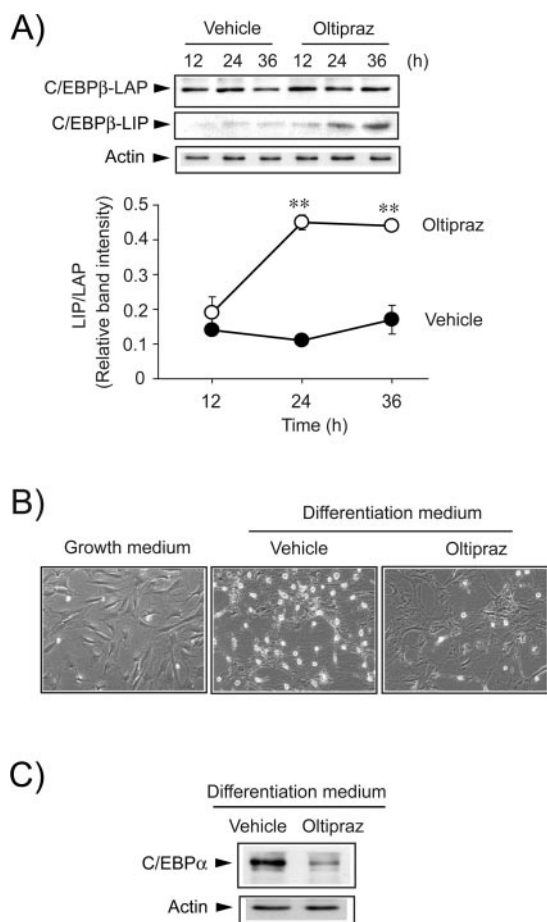 A)
Vehicle Oltipraz
12 24 36 12 24 36 (h)
C/EBPβ-LAP
C/EBPβ-LIP
Actin
0.5
0.4
0.3
0.2
0.1
0
LIP/LAP
(Relative band intensity)
** **
Oltipraz
Vehicle
12 24 36
Time (h)
B)
Differentiation medium
Growth medium Vehicle Oltipraz
C)
Differentiation medium
Vehicle Oltipraz
C/EBPα
Actin